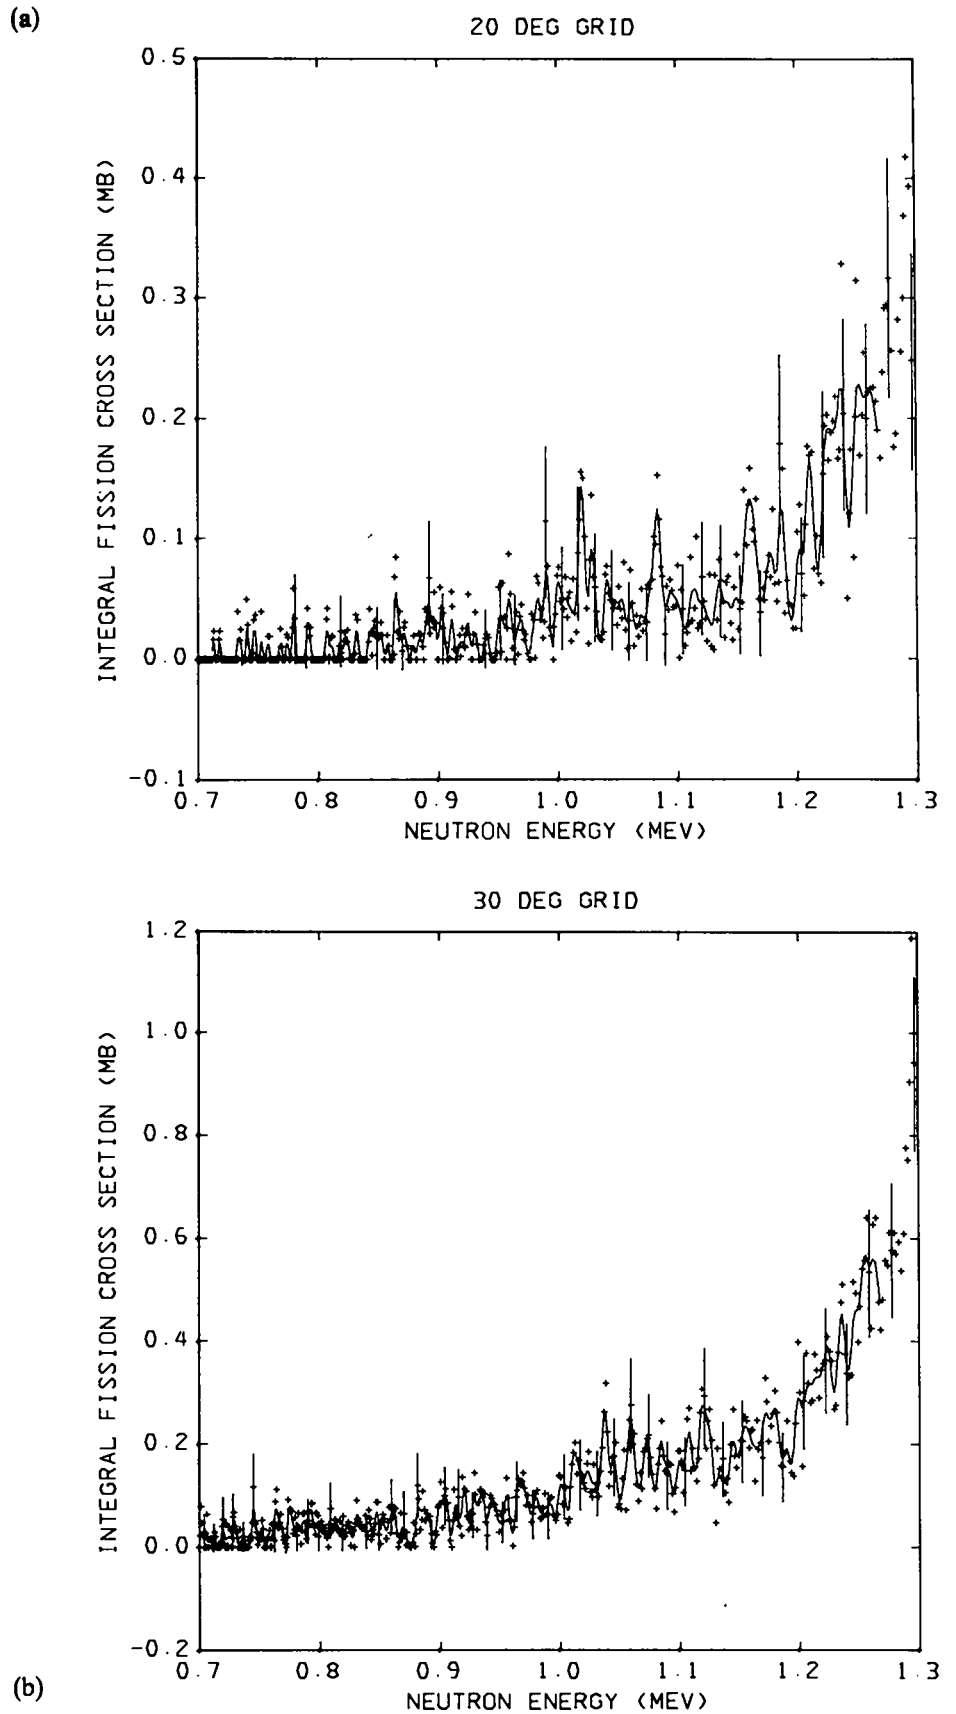 (a)
20 DEG GRID
INTEGRAL FISSION CROSS SECTION (MB)
0.5
0.4
0.3
0.2
0.1
0.0
-0.1
0.7 0.8 0.9 1.0 1.1 1.2 1.3
NEUTRON ENERGY (MEV)
30 DEG GRID
INTEGRAL FISSION CROSS SECTION (MB)
1.2
1.0
0.8
0.6
0.4
0.2
0.0
-0.2
0.7 0.8 0.9 1.0 1.1 1.2 1.3
NEUTRON ENERGY (MEV)
(b)